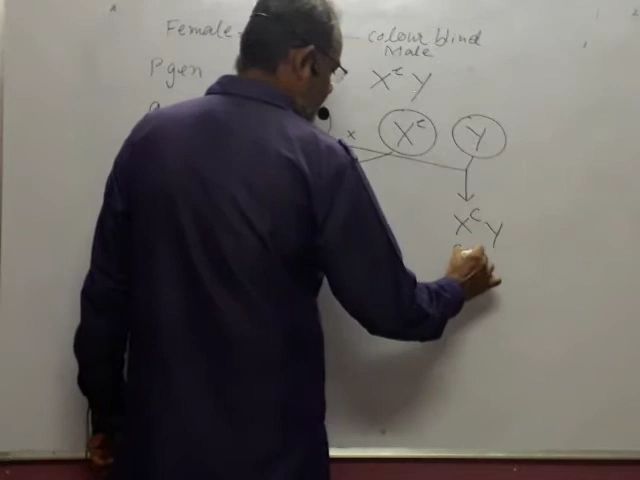 Female colour blind
Male
P gen X^c Y
x X^c Y
X^C Y